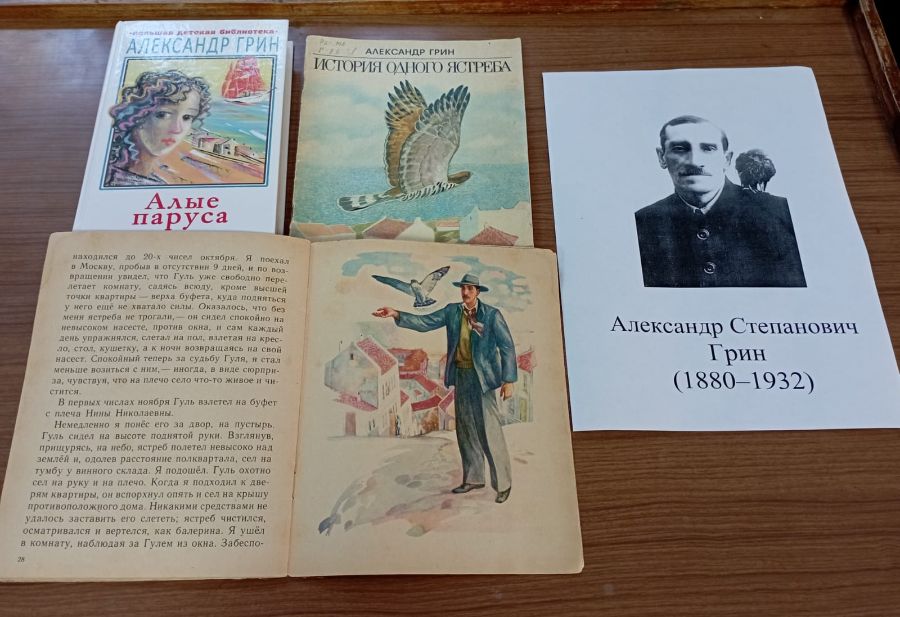 •большая детская библиотека•
АЛЕКСАНДР ГРИН
Алые
паруса
АЛЕКСАНДР ГРИН
ИСТОРИЯ ОДНОГО ЯСТРЕБА
Александр Степанович
Грин
(1880–1932)
находился до 20-х чисел октября. Я поехал
в Москву, пробыв в отсутствии 9 дней, и по воз-
вращении увидел, что Гуль уже свободно пере-
летает комнату, садясь всюду, кроме высшей
точки квартиры — верха буфета, куда подняться
у него ещё не хватало силы. Оказалось, что без
меня ястреба не трогали,— он сидел спокойно на
невысоком насесте, против окна, и сам каждый
день упражнялся, слетал на пол, взлетая на крес-
ло, стол, кушетку, а к ночи возвращаясь на свой
насест. Спокойный теперь за судьбу Гуля, я стал
меньше возиться с ним,— иногда, в виде сюрпри-
за, чувствуя, что на плечо село что-то живое и чи-
стится.
В первых числах ноября Гуль взлетел на буфет
с плеча Нины Николаевны.
Немедленно я понёс его за двор, на пустырь.
Гуль сидел на высоте поднятой руки. Взглянув,
прищурясь, на небо, ястреб полетел невысоко над
землёй и, одолев расстояние полквартала, сел на
тумбу у винного склада. Я подошёл. Гуль охотно
сел на руку и на плечо. Когда я подходил к две-
рям квартиры, он вспорхнул опять и сел на крышу
противоположного дома. Никакими средствами не
удалось заставить его слететь; ястреб чистился,
осматривался и вертелся, как балерина. Я ушёл
в комнату, наблюдая за Гулем из окна. Забеспо-
28